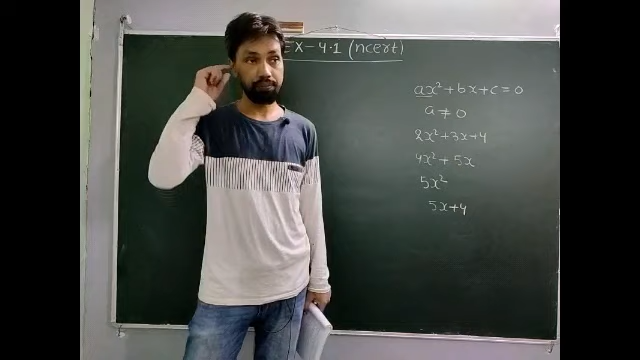 EX-4.1 (ncert)
ax²+bx+c=0
a≠0
2x²+3x+4
4x²+5x
5x²
5x+4